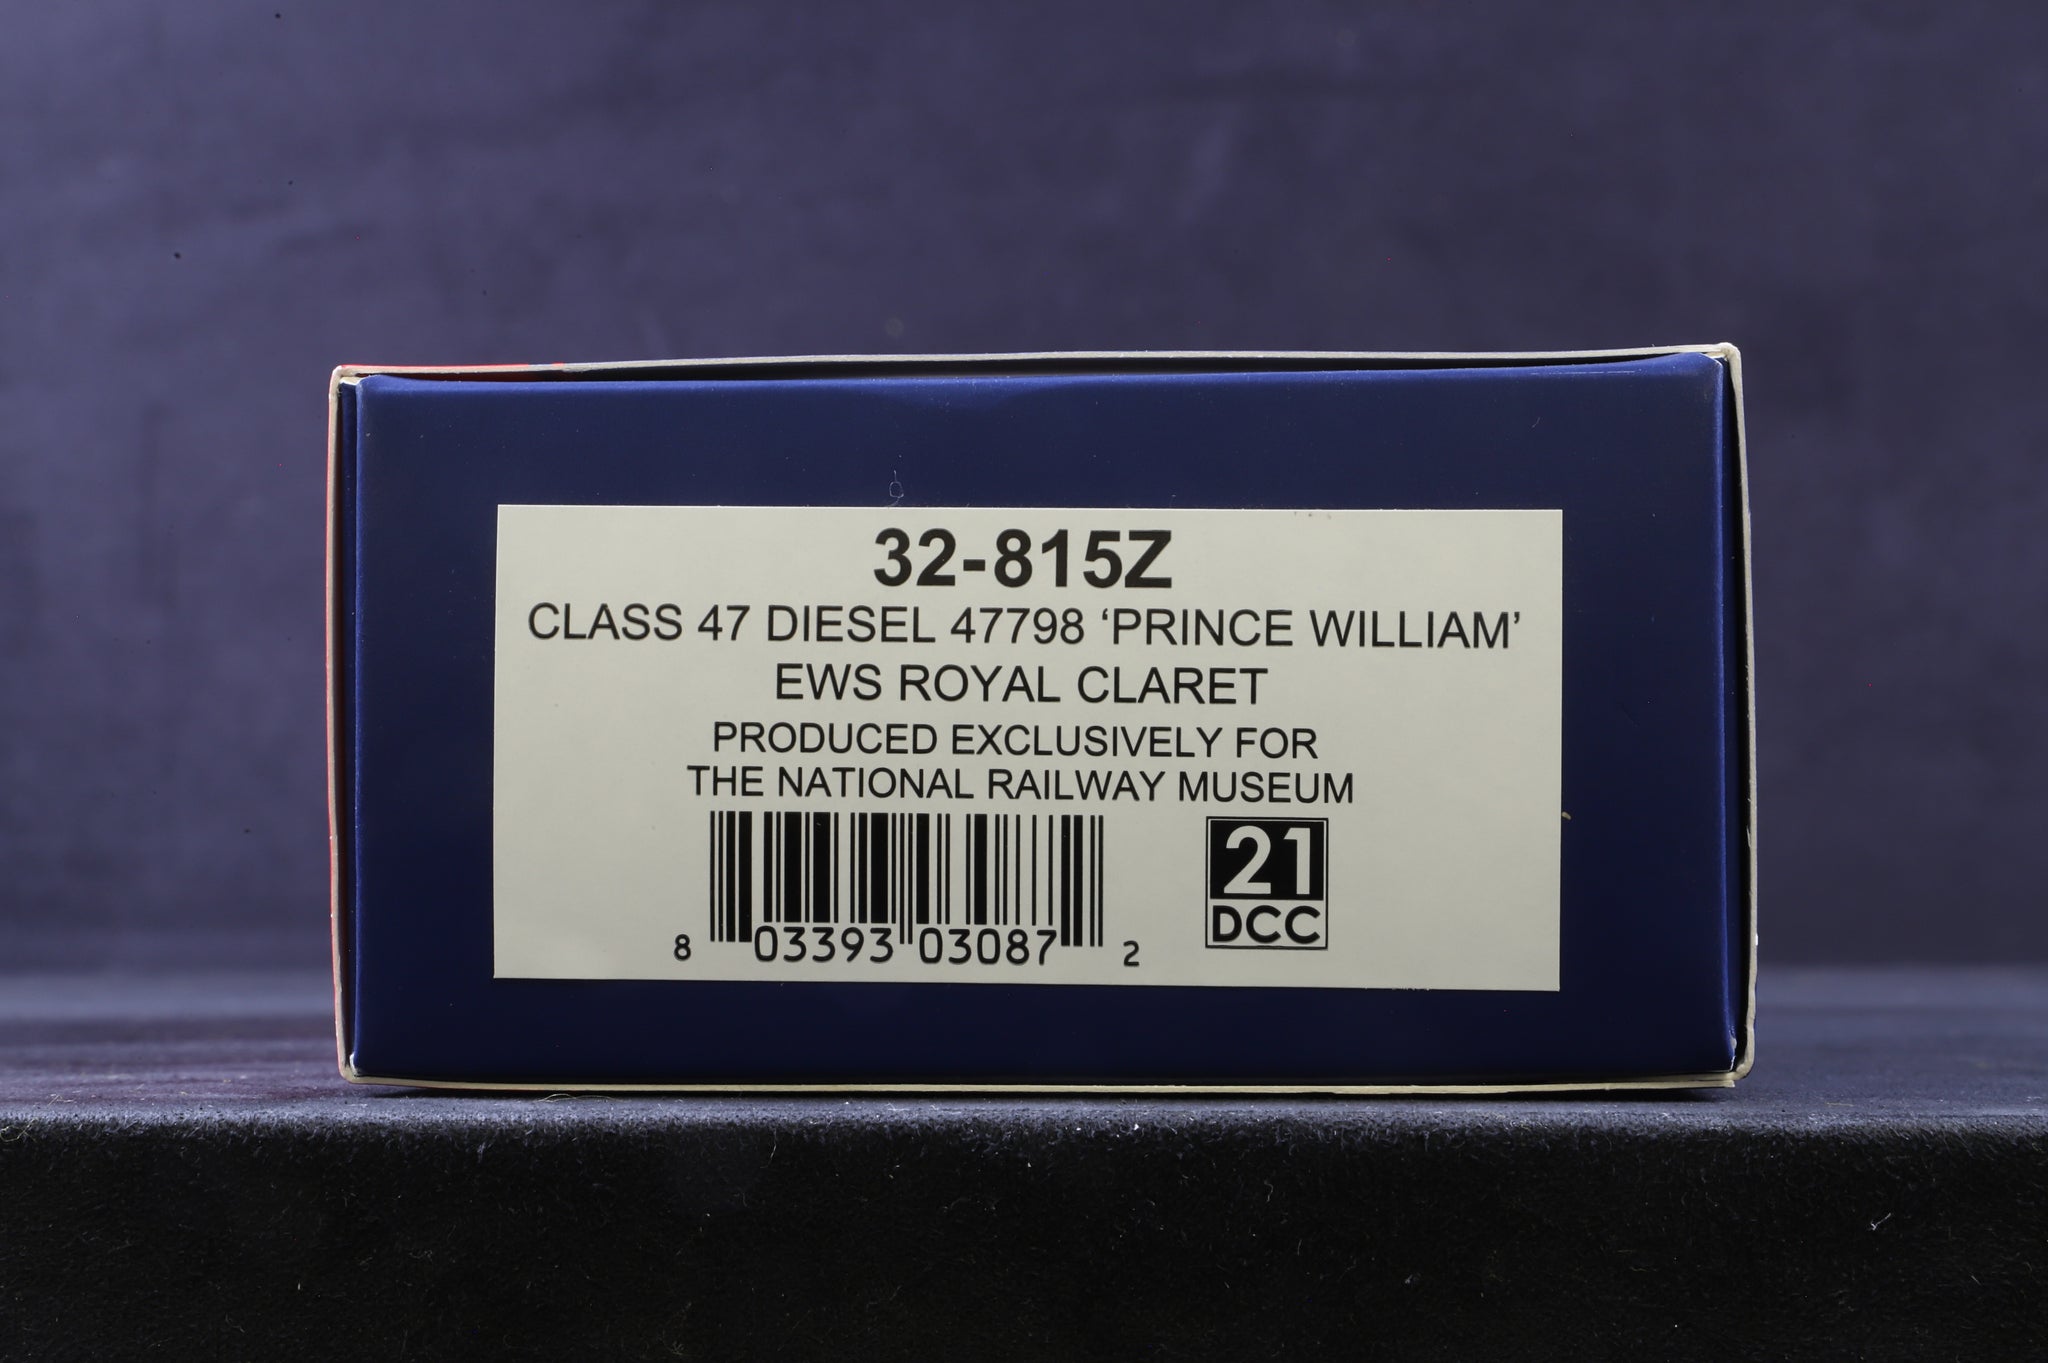 32-815Z
CLASS 47 DIESEL 47798 ‘PRINCE WILLIAM’
EWS ROYAL CLARET
PRODUCED EXCLUSIVELY FOR
THE NATIONAL RAILWAY MUSEUM
8 03393 03087 2
21
DCC